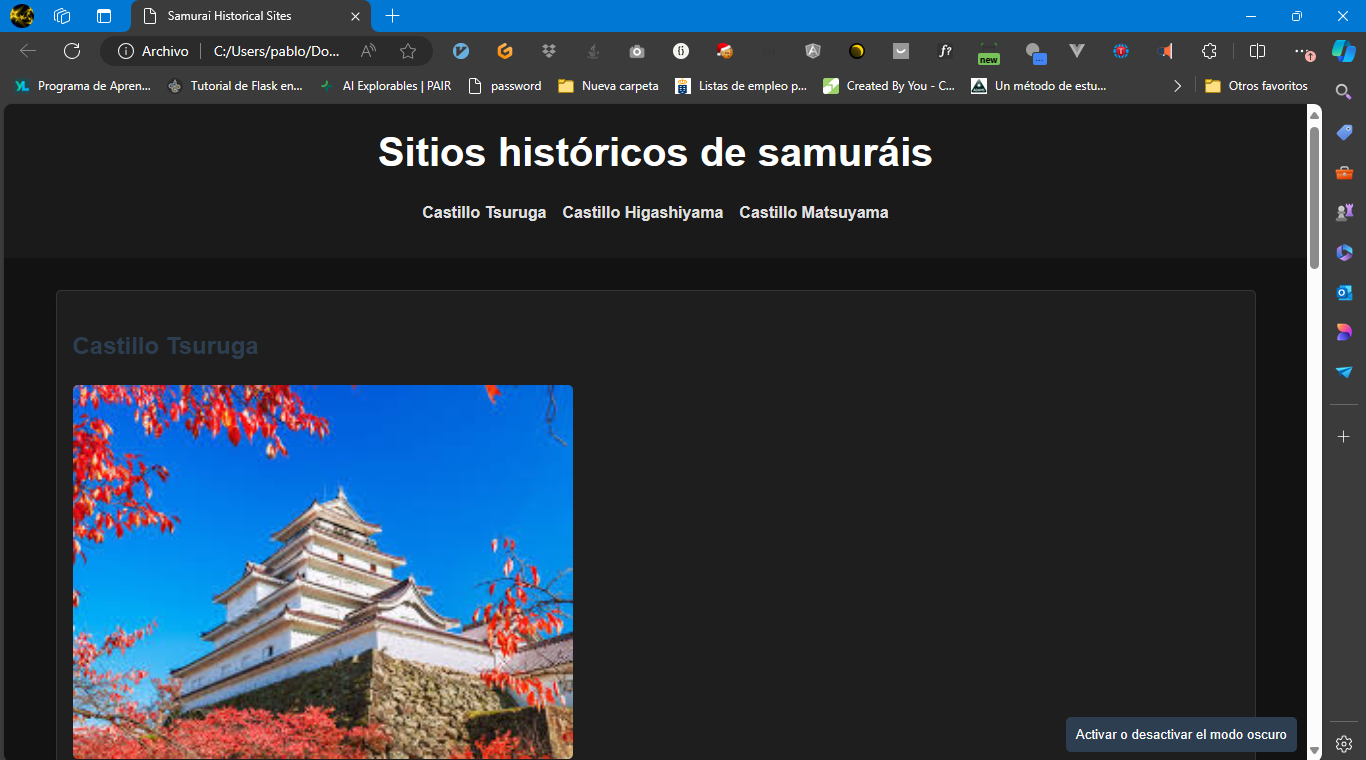 Samurai Historical Sites
Archivo
C:/Users/pablo/Do...
A
f?
new
Programa de Apren...
Tutorial de Flask en...
AI Explorables | PAIR
password
Nueva carpeta
Listas de empleo p...
Created By You - C...
Un método de estu...
Otros favoritos
Sitios históricos de samuráis
Castillo Tsuruga Castillo Higashiyama Castillo Matsuyama
Castillo Tsuruga
Activar o desactivar el modo oscuro